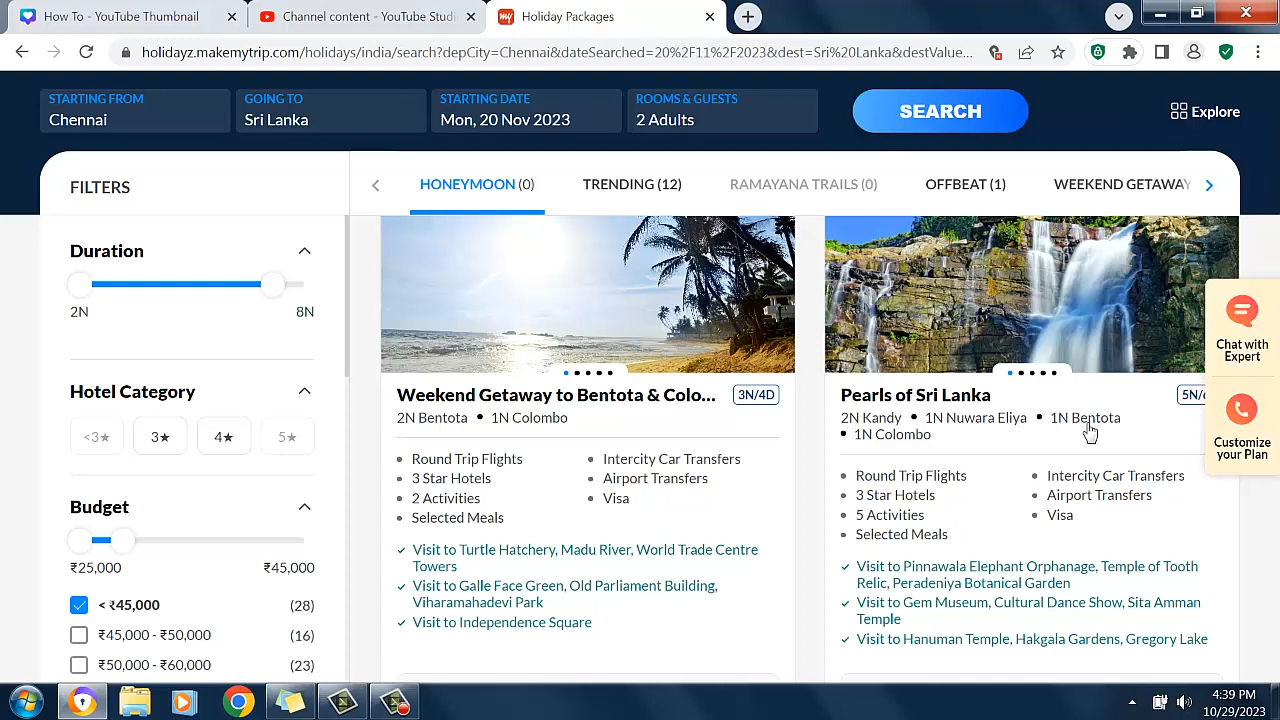 How To - YouTube Thumbnail
Channel content - YouTube Stud
my Holiday Packages
holidayz.makemytrip.com/holidays/india/search?depCity=Chennai&dateSearched=20%2F11%2F2023&dest=Sri%20Lanka&destValue...
STARTING FROM
Chennai
GOING TO
Sri Lanka
STARTING DATE
Mon, 20 Nov 2023
ROOMS & GUESTS
2 Adults
SEARCH
Explore
FILTERS
HONEYMOON (0)
TRENDING (12)
RAMAYANA TRAILS (0)
OFFBEAT (1)
WEEKEND GETAWAY
Duration
2N
8N
Hotel Category
<3★
3★
4★
5★
Budget
₹25,000
₹45,000
< ₹45,000 (28)
₹45,000 - ₹50,000 (16)
₹50,000 - ₹60,000 (23)
Weekend Getaway to Bentota & Colo...
3N/4D
2N Bentota • 1N Colombo
Round Trip Flights
3 Star Hotels
2 Activities
Selected Meals
Intercity Car Transfers
Airport Transfers
Visa
Visit to Turtle Hatchery, Madu River, World Trade Centre
Towers
Visit to Galle Face Green, Old Parliament Building,
Viharamahadevi Park
Visit to Independence Square
Pearls of Sri Lanka
5N/
2N Kandy • 1N Nuwara Eliya • 1N Bentota
• 1N Colombo
Round Trip Flights
3 Star Hotels
5 Activities
Selected Meals
Intercity Car Transfers
Airport Transfers
Visa
Visit to Pinnawala Elephant Orphanage, Temple of Tooth
Relic, Peradeniya Botanical Garden
Visit to Gem Museum, Cultural Dance Show, Sita Amman
Temple
Visit to Hanuman Temple, Hakgala Gardens, Gregory Lake
Chat with
Expert
Customize
your Plan
4:39 PM
10/29/2023